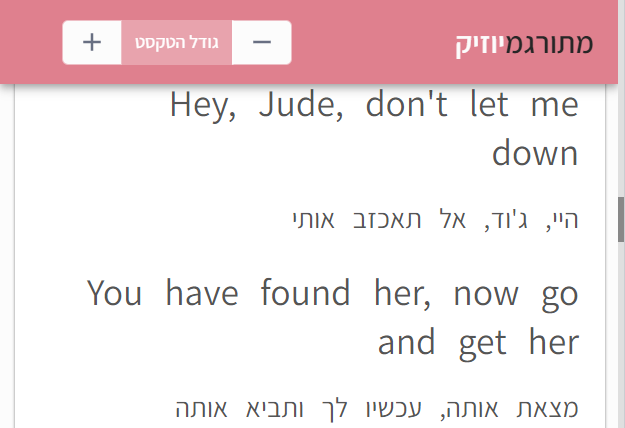 מתורגמיוזיק
גודל הטקסט
Hey, Jude, don't let me
down
היי, ג'וד, אל תאכזב אותי
You have found her, now go
and get her
מצאת אותה, עכשיו לך ותביא אותה